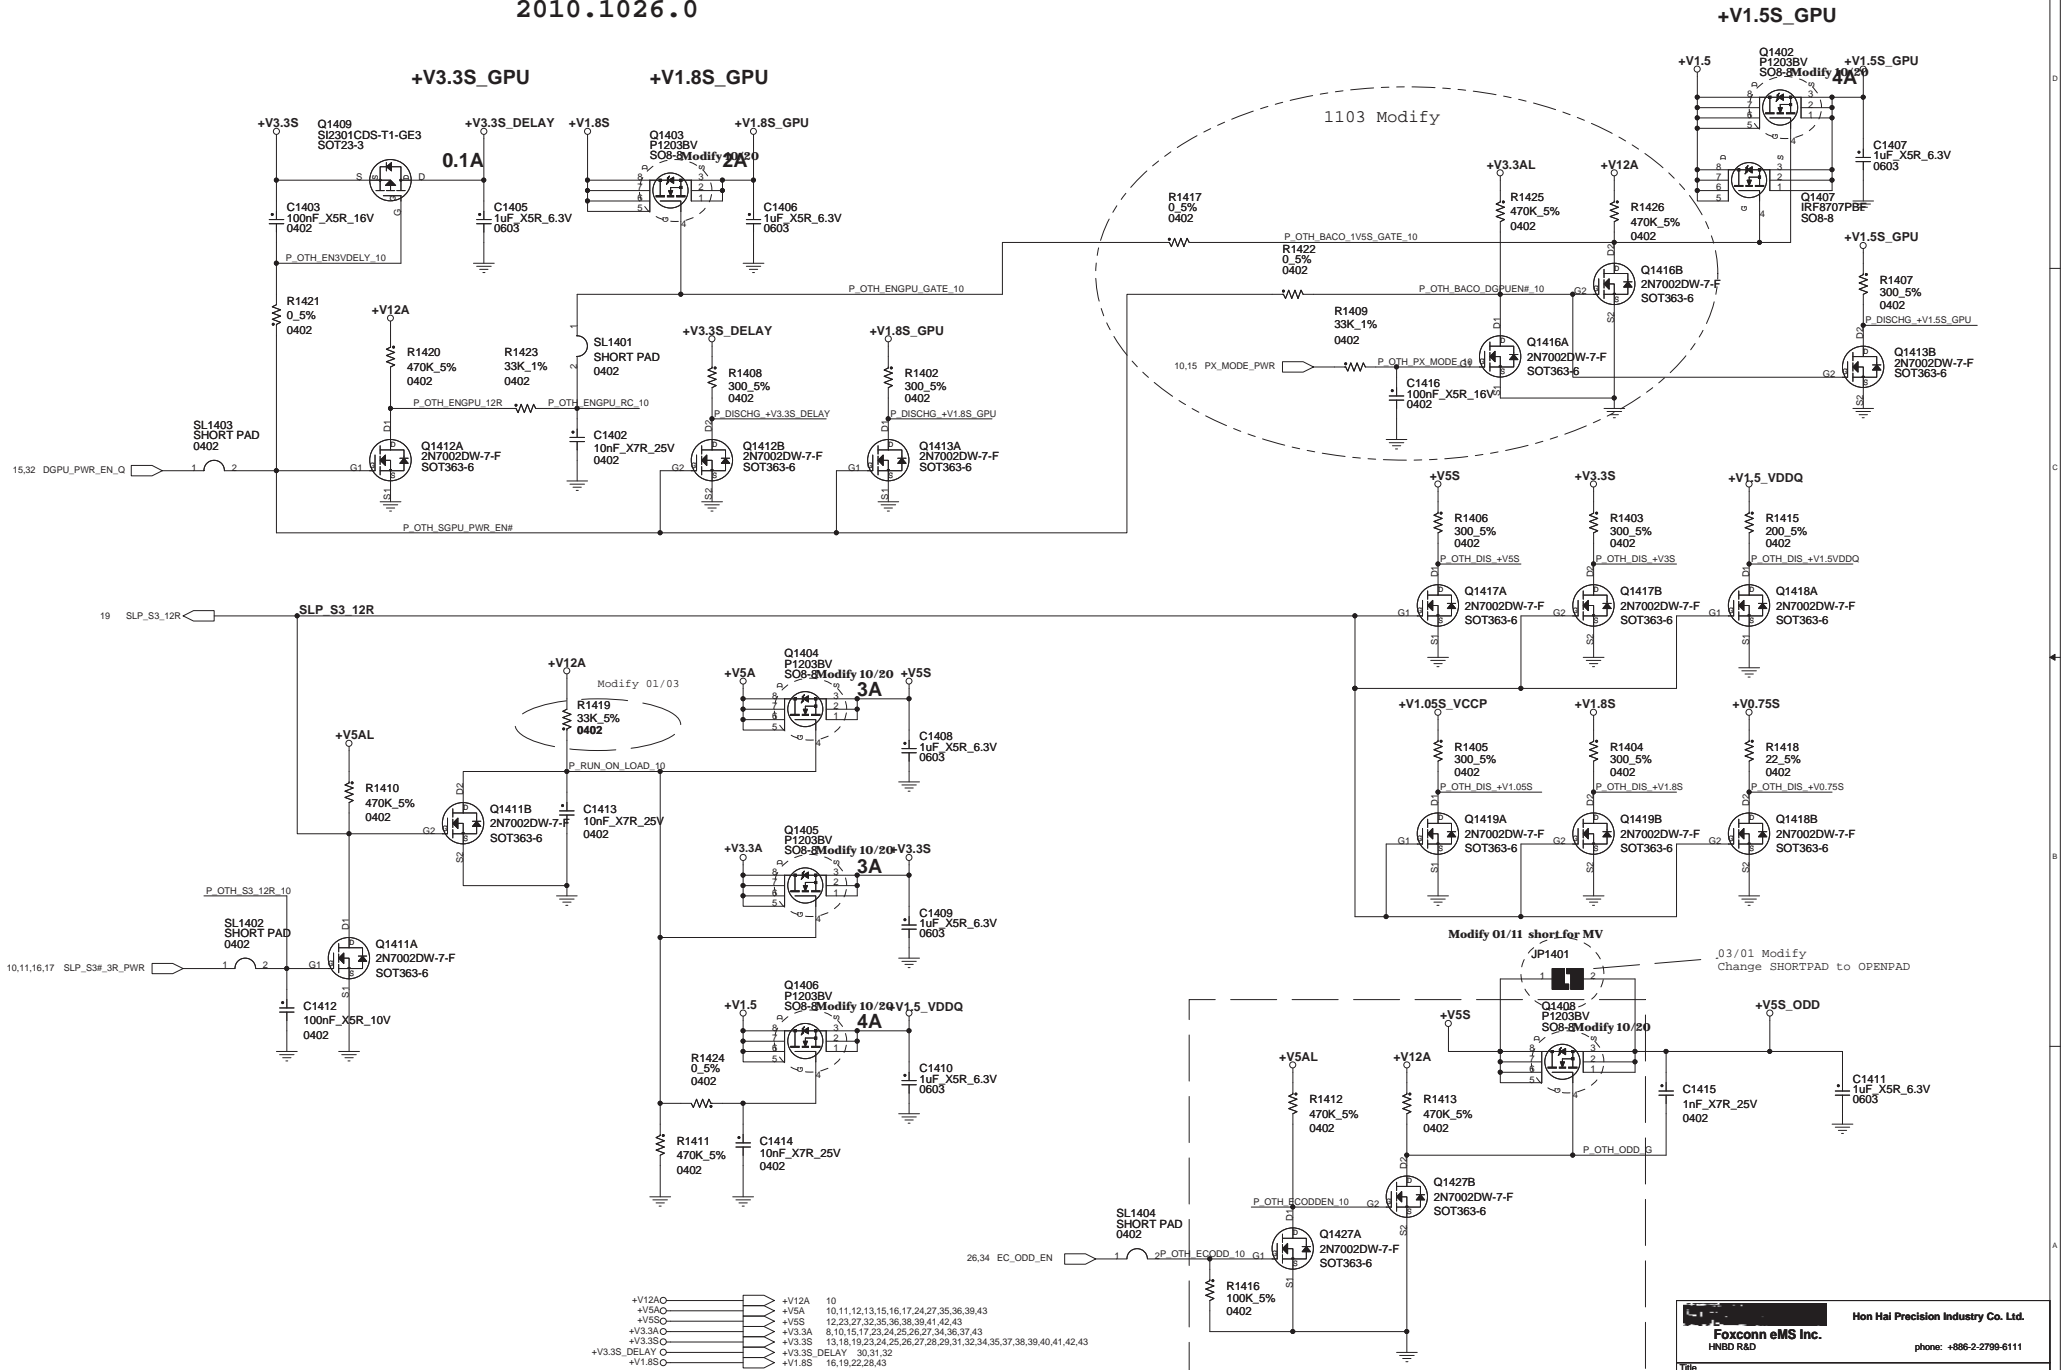 2010.1026.0
+V1.5S_GPU
+V3.3S_GPU
+V1.8S_GPU
+V3.3S
Q1409
SI2301CDS-T1-GE3
SOT23-3
+V3.3S_DELAY
0.1A
S
D
G
C1403
100nF_X5R_16V
0402
C1405
1uF_X5R_6.3V
0603
P_OTH_EN3VDELY_10
R1421
0_5%
0402
+V1.8S
Q1403
P1203BV
SO8-8
Modify 10/20
2A
+V1.8S_GPU
C1406
1uF_X5R_6.3V
0603
P_OTH_ENGPU_GATE_10
+V12A
R1420
470K_5%
0402
R1423
33K_1%
0402
SL1401
SHORT PAD
0402
P_OTH_ENGPU_12R
P_OTH_ENGPU_RC_10
C1402
10nF_X7R_25V
0402
SL1403
SHORT PAD
0402
15,32 DGPU_PWR_EN_Q
1 2
G1
Q1412A
2N7002DW-7-F
SOT363-6
+V3.3S_DELAY
R1408
300_5%
0402
P_DISCHG_+V3.3S_DELAY
G2
Q1412B
2N7002DW-7-F
SOT363-6
+V1.8S_GPU
R1402
300_5%
0402
P_DISCHG_+V1.8S_GPU
G1
Q1413A
2N7002DW-7-F
SOT363-6
P_OTH_SGPU_PWR_EN#
1103 Modify
R1417
0_5%
0402
P_OTH_BACO_1V5S_GATE_10
R1422
0_5%
0402
+V3.3AL
R1425
470K_5%
0402
+V12A
R1426
470K_5%
0402
P_OTH_BACO_DGPUEN#_10
G2
Q1416B
2N7002DW-7-F
SOT363-6
R1409
33K_1%
0402
10,15 PX_MODE_PWR
P_OTH_PX_MODE_10
Q1416A
2N7002DW-7-F
SOT363-6
C1416
100nF_X5R_16V
0402
+V1.5
Q1402
P1203BV
SO8-8
Modify 10/20
4A
+V1.5S_GPU
C1407
1uF_X5R_6.3V
0603
Q1407
IRF8707PBF
SO8-8
+V1.5S_GPU
R1407
300_5%
0402
P_DISCHG_+V1.5S_GPU
G2
Q1413B
2N7002DW-7-F
SOT363-6
+V5S
R1406
300_5%
0402
P_OTH_DIS_+V5S
G1
Q1417A
2N7002DW-7-F
SOT363-6
+V3.3S
R1403
300_5%
0402
P_OTH_DIS_+V3S
G2
Q1417B
2N7002DW-7-F
SOT363-6
+V1.5_VDDQ
R1415
200_5%
0402
P_OTH_DIS_+V1.5VDDQ
G1
Q1418A
2N7002DW-7-F
SOT363-6
19 SLP_S3_12R
SLP_S3_12R
+V1.05S_VCCP
R1405
300_5%
0402
P_OTH_DIS_+V1.05S
G1
Q1419A
2N7002DW-7-F
SOT363-6
+V1.8S
R1404
300_5%
0402
P_OTH_DIS_+V1.8S
G2
Q1419B
2N7002DW-7-F
SOT363-6
+V0.75S
R1418
22_5%
0402
P_OTH_DIS_+V0.75S
G2
Q1418B
2N7002DW-7-F
SOT363-6
+V12A
Modify 01/03
R1419
33K_5%
0402
+V5AL
R1410
470K_5%
0402
P_RUN_ON_LOAD_10
G2
Q1411B
2N7002DW-7-F
SOT363-6
C1413
10nF_X7R_25V
0402
P_OTH_S3_12R_10
SL1402
SHORT PAD
0402
10,11,16,17 SLP_S3#_3R_PWR
1 2
G1
Q1411A
2N7002DW-7-F
SOT363-6
C1412
100nF_X5R_10V
0402
+V5A
Q1404
P1203BV
SO8-8
Modify 10/20
3A
+V5S
C1408
1uF_X5R_6.3V
0603
+V3.3A
Q1405
P1203BV
SO8-8
Modify 10/20
3A
+V3.3S
C1409
1uF_X5R_6.3V
0603
+V1.5
Q1406
P1203BV
SO8-8
Modify 10/20
4A
+V1.5_VDDQ
C1410
1uF_X5R_6.3V
0603
R1424
0_5%
0402
R1411
470K_5%
0402
C1414
10nF_X7R_25V
0402
Modify 01/11 short for MV
JP1401
1 2
03/01 Modify
Change SHORTPAD to OPENPAD
+V5S
Q1408
P1203BV
SO8-8
Modify 10/20
+V5S_ODD
C1415
1nF_X7R_25V
0402
C1411
1uF_X5R_6.3V
0603
+V5AL
R1412
470K_5%
0402
+V12A
R1413
470K_5%
0402
P_OTH_ODD_G
P_OTH_ECODDEN_10
G2
Q1427B
2N7002DW-7-F
SOT363-6
SL1404
SHORT PAD
0402
26,34 EC_ODD_EN
1 2
P_OTH_ECODD_10
G1
Q1427A
2N7002DW-7-F
SOT363-6
R1416
100K_5%
0402
+V12A +V12A 10
+V5A +V5A 10,11,12,13,15,16,17,24,27,35,36,39,43
+V5S +V5S 12,23,27,32,35,36,38,39,41,42,43
+V3.3A +V3.3A 8,10,15,17,23,24,25,26,27,34,36,37,43
+V3.3S +V3.3S 13,18,19,23,24,25,26,27,28,29,31,32,34,35,37,38,39,40,41,42,43
+V3.3S_DELAY +V3.3S_DELAY 30,31,32
+V1.8S +V1.8S 16,19,22,28,43
Foxconn eMS Inc.
HNBD R&D
Hon Hai Precision Industry Co. Ltd.
phone: +886-2-2799-6111
Title
D
C
B
A